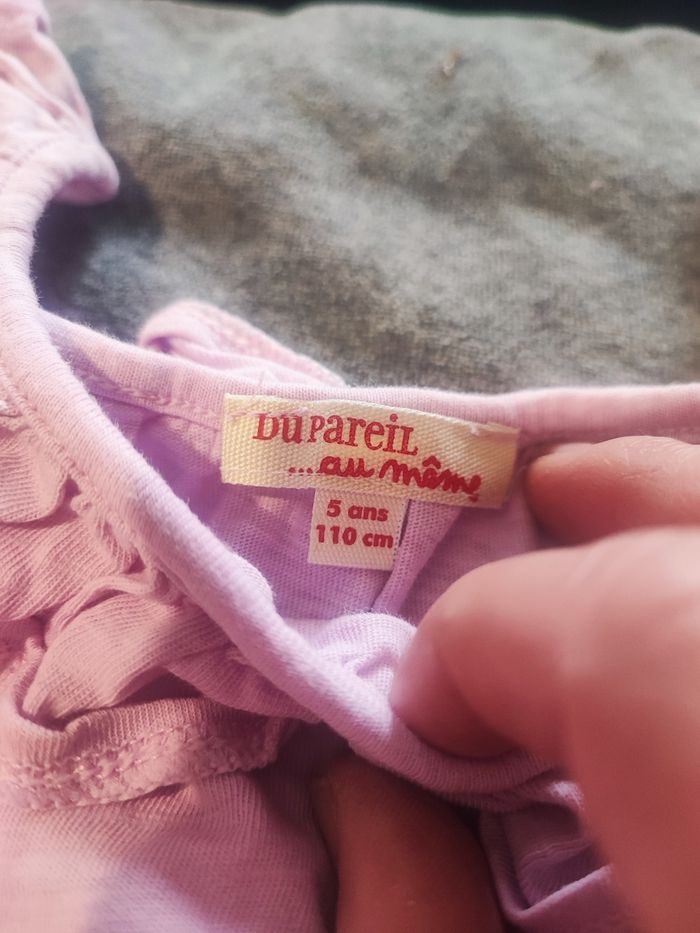 DU PAREIL
...au même
5 ans
110 cm